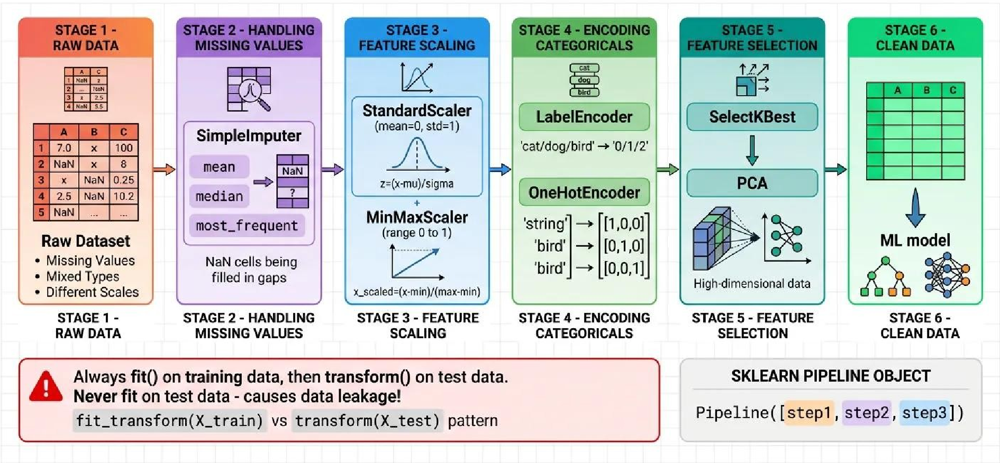 STAGE 1 -
RAW DATA
A C
1 NaN 2
2 ... NaN
3 x 2.5
4 NaN 5.5
A B C
1 7.0 x 100
2 NaN x 8
3 x NaN 0.25
4 2.5 NaN 10.2
5 NaN ... ...
Raw Dataset
• Missing Values
• Mixed Types
• Different Scales
STAGE 1 -
RAW DATA
STAGE 2 - HANDLING
MISSING VALUES
SimpleImputer
mean
median
most_frequent
NaN
?
NaN cells being
filled in gaps
STAGE 2 - HANDLING
MISSING VALUES
STAGE 3 -
FEATURE SCALING
StandardScaler
(mean=0, std=1)
z=(x-mu)/sigma
+
MinMaxScaler
(range 0 to 1)
x_scaled=(x-min)/(max-min)
STAGE 3 - FEATURE
SCALING
STAGE 4 - ENCODING
CATEGORICALS
cat
dog
bird
LabelEncoder
'cat/dog/bird' → '0/1/2'
OneHotEncoder
'string'] → [[1,0,0]]
'bird' → [0,1,0]
'bird'] → [[0,0,1]]
STAGE 4 - ENCODING
CATEGORICALS
STAGE 5 -
FEATURE SELECTION
SelectKBest
PCA
High-dimensional data
STAGE 5 - FEATURE
SELECTION
STAGE 6 -
CLEAN DATA
A B C
ML model
STAGE 6 -
CLEAN DATA
Always fit() on training data, then transform() on test data.
Never fit on test data - causes data leakage!
fit_transform(X_train) vs transform(X_test) pattern
SKLEARN PIPELINE OBJECT
Pipeline([step1, step2, step3])